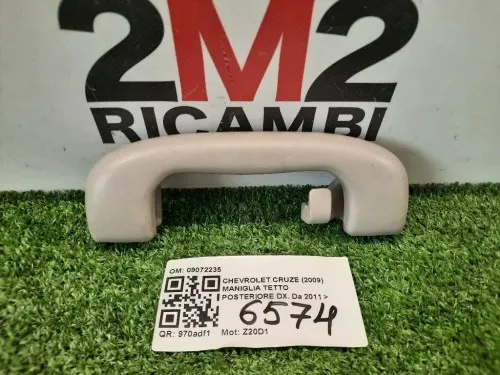 2M2
RICAMBI
OM: 09072235
CHEVROLET CRUZE (2009)
MANIGLIA TETTO
POSTERIORE DX. Da 2011 >
6574
QR: 970adf1 Mot: Z20D1